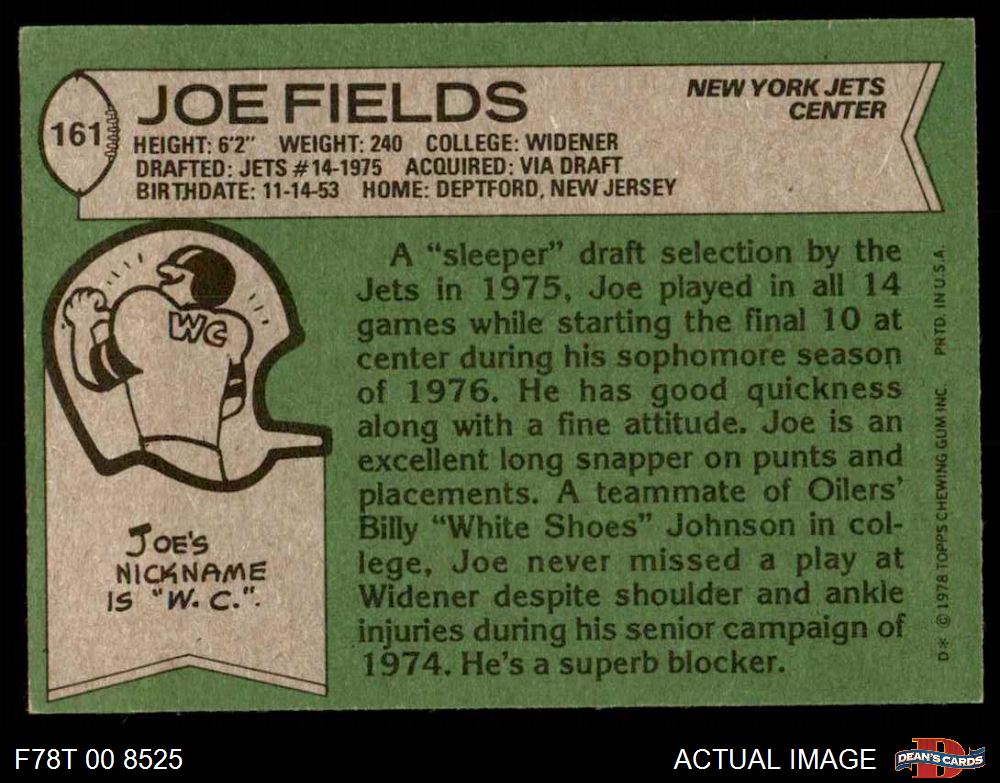 161
JOE FIELDS
NEW YORK JETS
CENTER
HEIGHT: 6'2" WEIGHT: 240 COLLEGE: WIDENER
DRAFTED: JETS #14-1975 ACQUIRED: VIA DRAFT
BIRTHDATE: 11-14-53 HOME: DEPTFORD, NEW JERSEY
WC
JOE'S
NICKNAME
IS "W.C.".
A “sleeper” draft selection by the
Jets in 1975, Joe played in all 14
games while starting the final 10 at
center during his sophomore season
of 1976. He has good quickness
along with a fine attitude. Joe is an
excellent long snapper on punts and
placements. A teammate of Oilers’
Billy “White Shoes” Johnson in col-
lege, Joe never missed a play at
Widener despite shoulder and ankle
injuries during his senior campaign of
1974. He’s a superb blocker.
D* © 1978 TOPPS CHEWING GUM INC. PRTD. IN U.S.A.
F78T 00 8525
ACTUAL IMAGE
DEAN'S CARDS